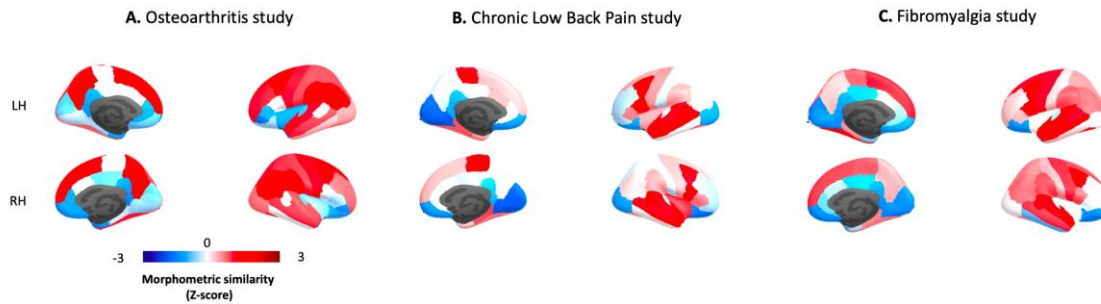 A. Osteoarthritis study
B. Chronic Low Back Pain study
C. Fibromyalgia study
LH
RH
0
-3
3
Morphometric similarity
(Z-score)